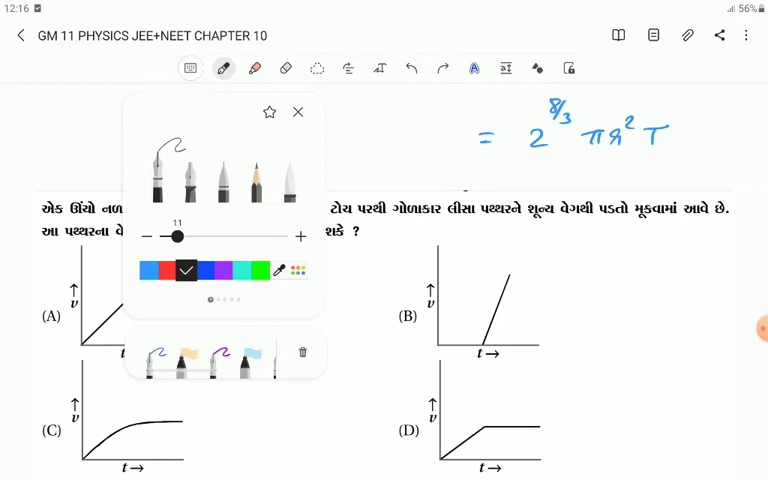 12:16 56%
GM 11 PHYSICS JEE+NEET CHAPTER 10
= 2^8/3 πr² T
એક ઊંચો નળ ટોચ પરથી ગોળાકાર લીસા પથ્થરને શૂન્ય વેગથી પડતો મૂકવામાં આવે છે.
આ પથ્થરના વે શકે ?
11
(A) v t→
(B) v t→
(C) v t→
(D) v t→